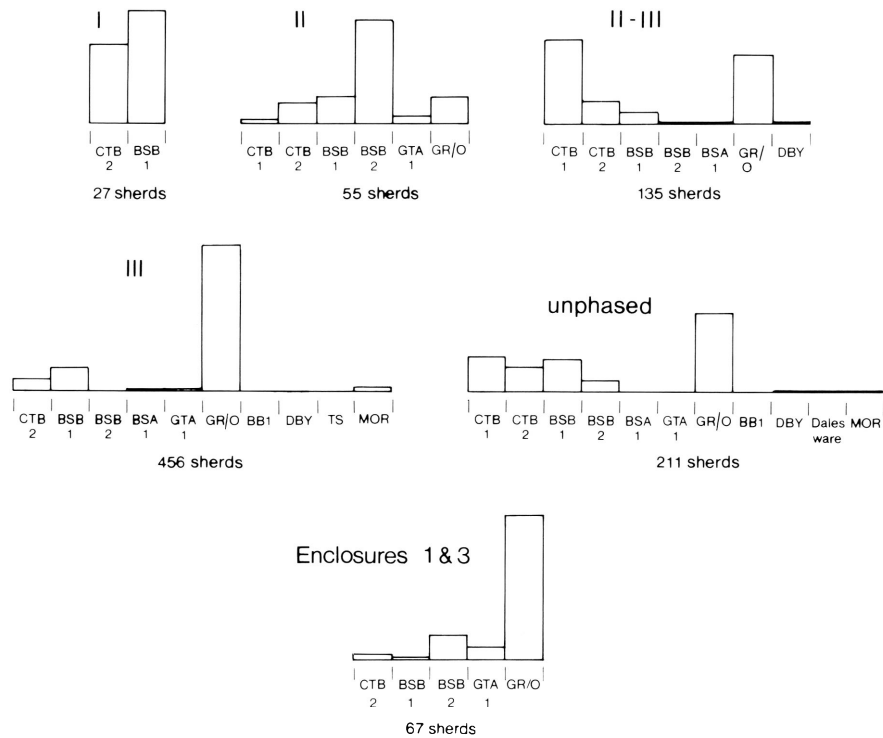 I
II
II-III
CTB 2 BSB 1
27 sherds
CTB 1 CTB 2 BSB 1 BSB 2 GTA 1 GR/O
55 sherds
CTB 1 CTB 2 BSB 1 BSB 2 BSA 1 GR/O DBY
135 sherds
III
CTB 2 BSB 1 BSB 2 BSA 1 GTA 1 GR/O BB1 DBY TS MOR
456 sherds
unphased
CTB 1 CTB 2 BSB 1 BSB 2 BSA 1 GTA 1 GR/O BB1 DBY Dales ware MOR
211 sherds
Enclosures 1 & 3
CTB 2 BSB 1 BSB 2 GTA 1 GR/O
67 sherds